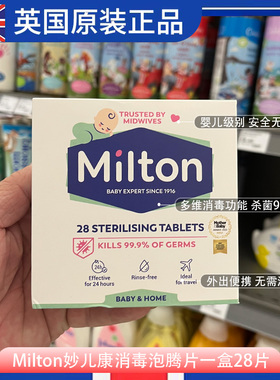 英国原装正品
TRUSTED BY
MIDWIVES
婴儿级别 安全无
Milton
BABY EXPERT SINCE 1916
多维消毒功能 杀菌9
28 STERILISING TABLETS
KILLS 99.9% OF GERMS
24h
Effective
for 24 hours
Rinse-free
Ideal
for travel
外出便携 无需
BABY & HOME
Milton妙儿康消毒泡腾片一盒28片